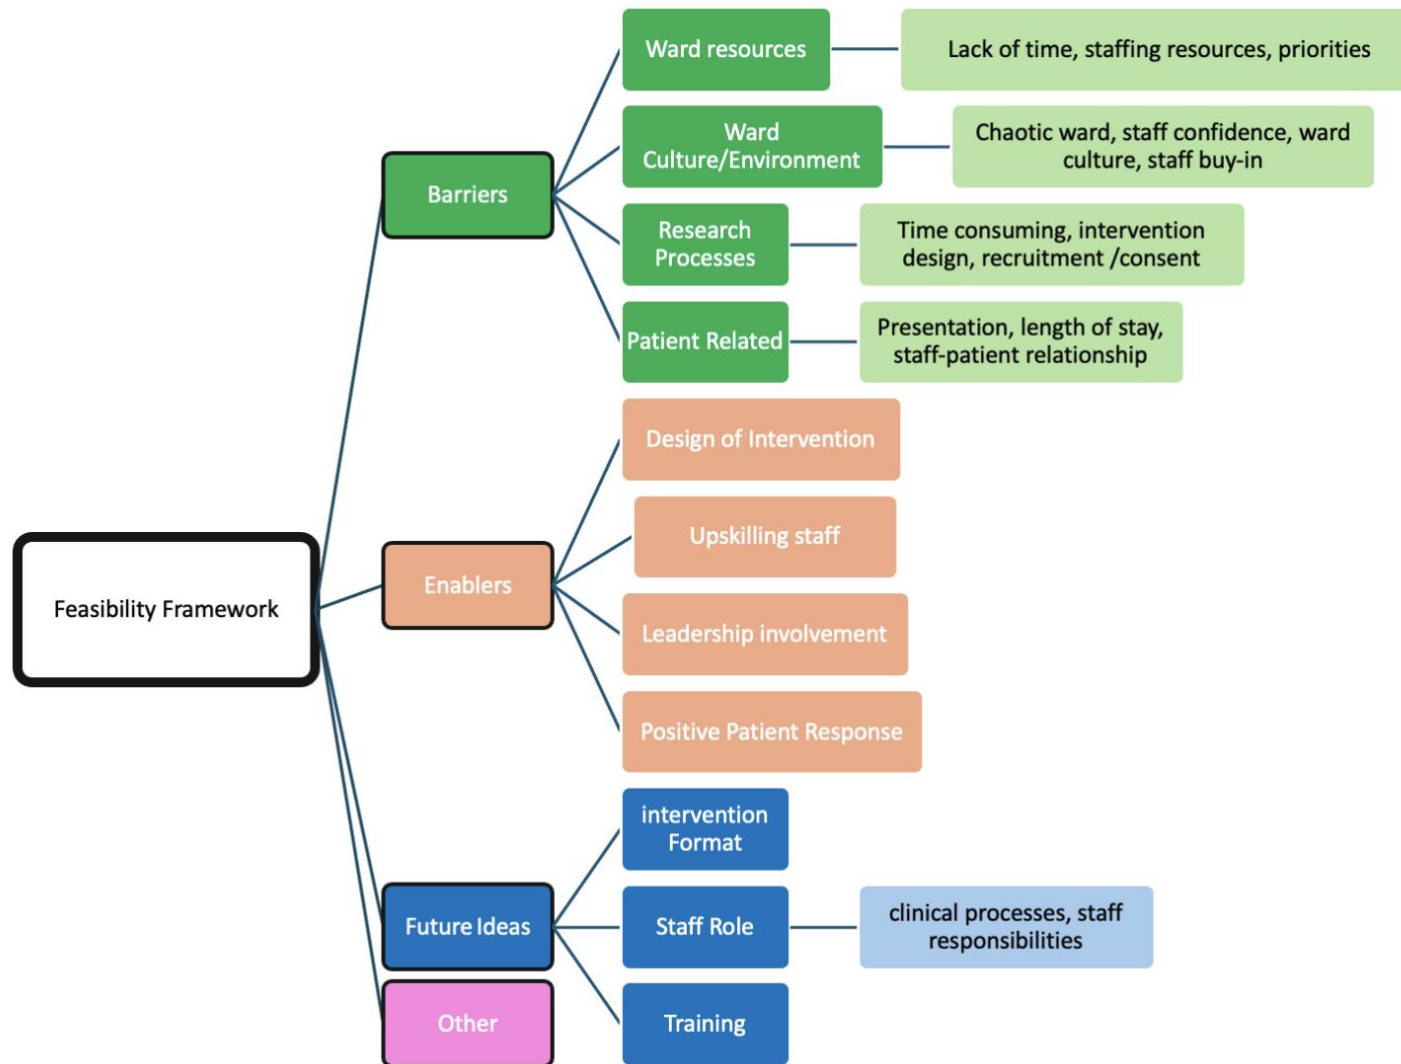 Ward resources
Lack of time, staffing resources, priorities
Ward
Culture/Environment
Chaotic ward, staff confidence, ward
culture, staff buy-in
Barriers
Research
Processes
Time consuming, intervention
design, recruitment /consent
Patient Related
Presentation, length of stay,
staff-patient relationship
Design of Intervention
Upskilling staff
Enablers
Feasibility Framework
Leadership involvement
Positive Patient Response
intervention
Format
Future Ideas
Staff Role
clinical processes, staff
responsibilities
Other
Training